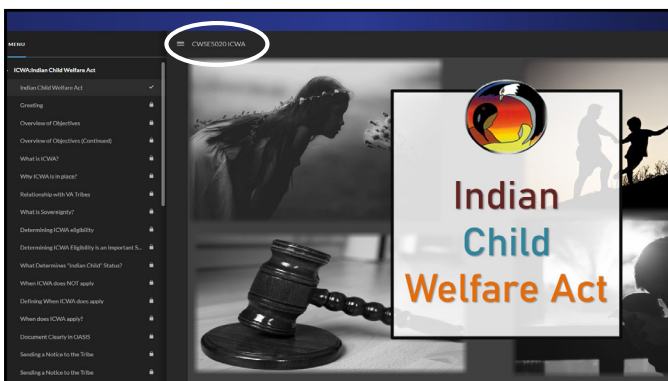 MENU
CWSE5020 ICWA
ICWA:Indian Child Welfare Act
Indian Child Welfare Act
Greeting
Overview of Objectives
Overview of Objectives (Continued)
What is ICWA?
Why ICWA is in place?
Relationship with VA Tribes
What is Sovereignty?
Determining ICWA eligibility
Determining ICWA Eligibility is an Important S...
What Determines "Indian Child" Status?
When ICWA does NOT apply
Defining When ICWA does apply
When does ICWA apply?
Document Clearly in OASIS
Sending a Notice to the Tribe
Sending a Notice to the Tribe
Indian
Child
Welfare Act